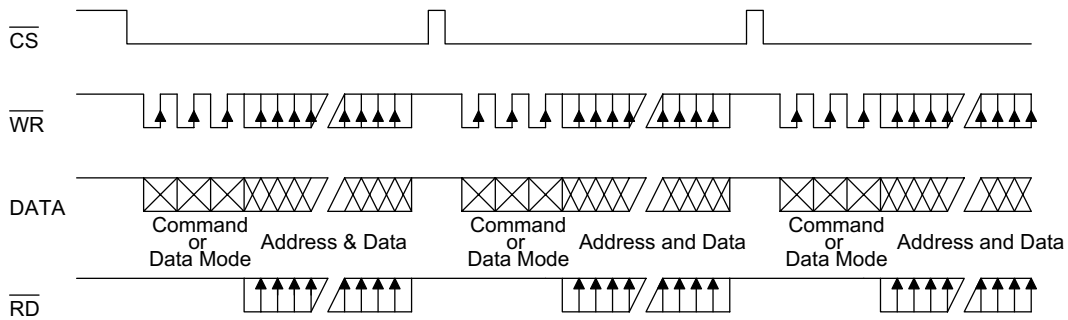 CS
WR
DATA
Command
or
Data Mode
Address & Data
Command
or
Data Mode
Address and Data
Command
or
Data Mode
Address and Data
RD